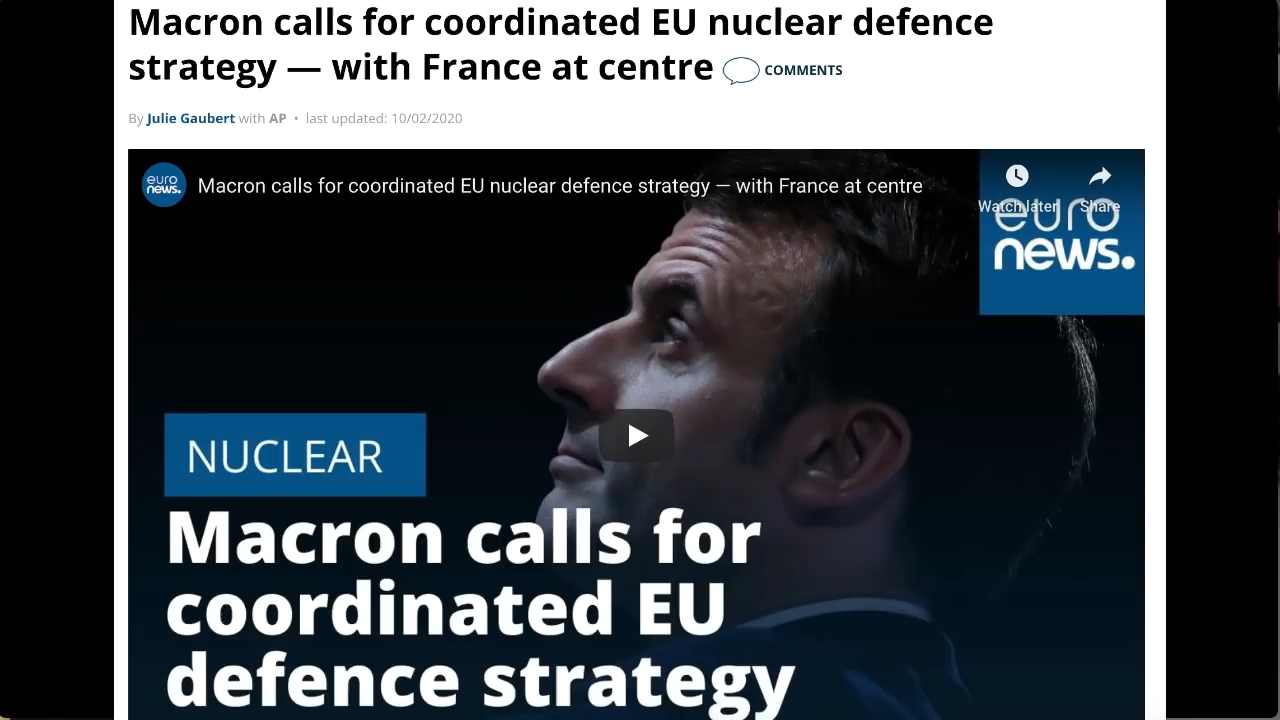 Macron calls for coordinated EU nuclear defence
strategy — with France at centre COMMENTS
By Julie Gaubert with AP • last updated: 10/02/2020
euro
news.
Macron calls for coordinated EU nuclear defence strategy — with France at centre
Watch later Share
euro
news.
NUCLEAR
Macron calls for
coordinated EU
defence strategy